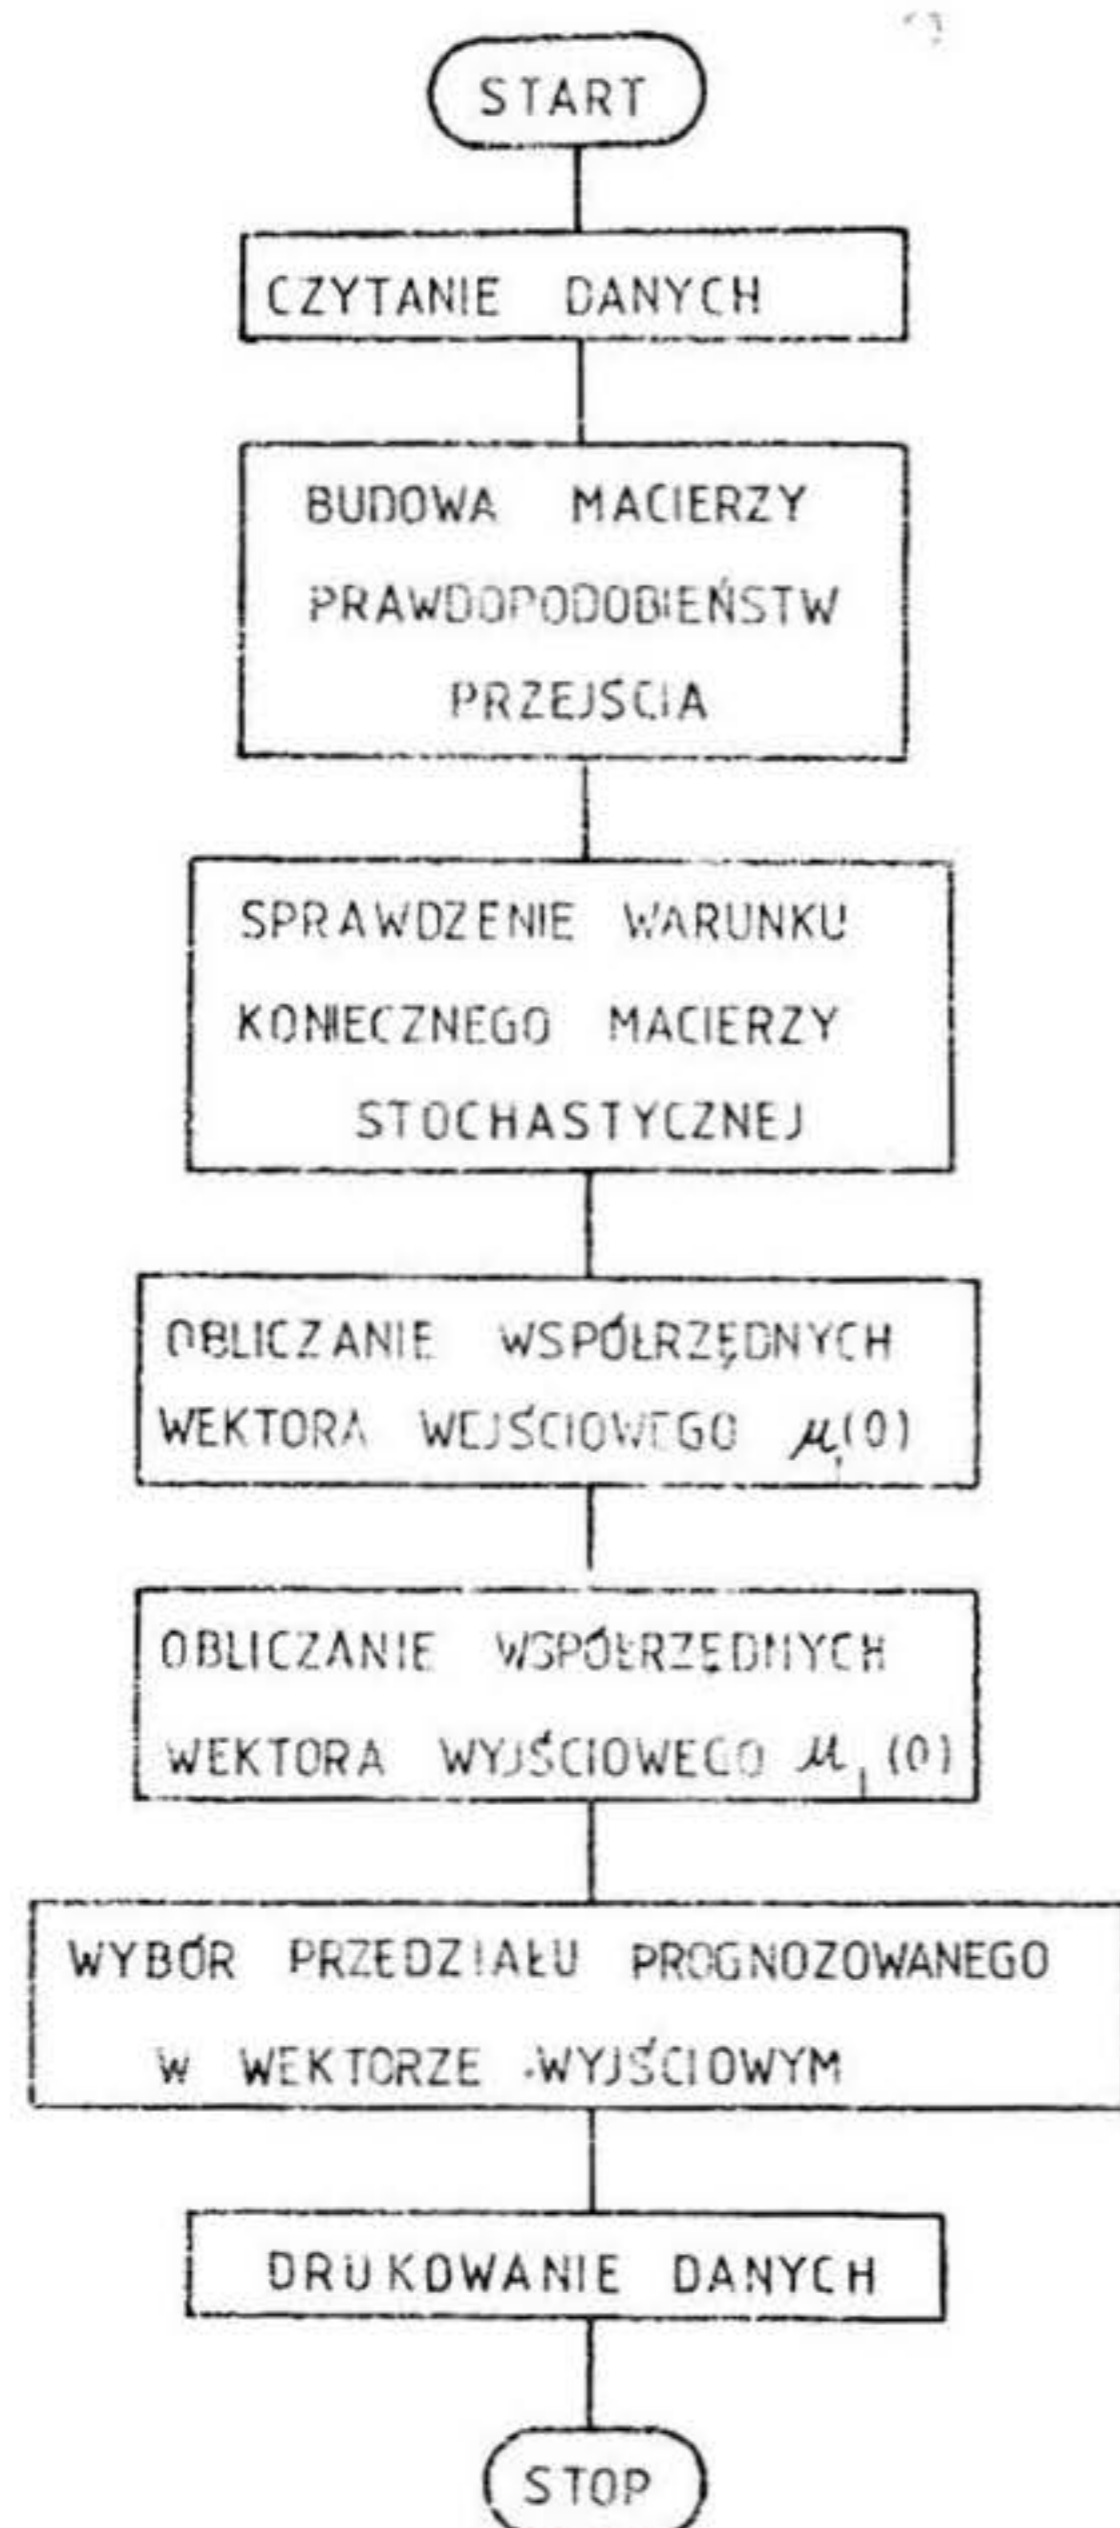 START
CZYTANIE DANYCH
BUDOWA MACIERZY
PRAWDOPODOBIEŃSTW
PRZEJŚCIA
SPRAWDZENIE WARUNKU
KONIECZNEGO MACIERZY
STOCHASTYCZNEJ
OBLICZANIE WSPÓŁRZĘDNYCH
WEKTORA WEJŚCIOWEGO μ(0)
OBLICZANIE WSPÓŁRZĘDNYCH
WEKTORA WYJŚCIOWEGO μ (0)
WYBÓR PRZEDZIAŁU PROGNOZOWANEGO
W WEKTORZE WYJŚCIOWYM
DRUKOWANIE DANYCH
STOP